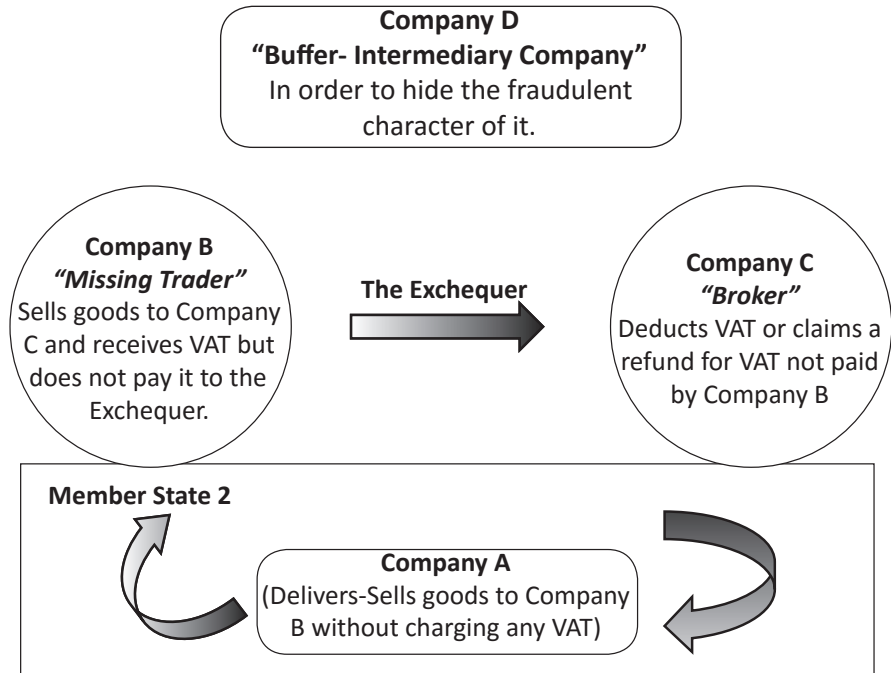 Company D
“Buffer- Intermediary Company”
In order to hide the fraudulent
character of it.
Company B
“Missing Trader”
Sells goods to Company
C and receives VAT but
does not pay it to the
Exchequer.
The Exchequer
Company C
“Broker”
Deducts VAT or claims a
refund for VAT not paid
by Company B
Member State 2
Company A
(Delivers-Sells goods to Company
B without charging any VAT)